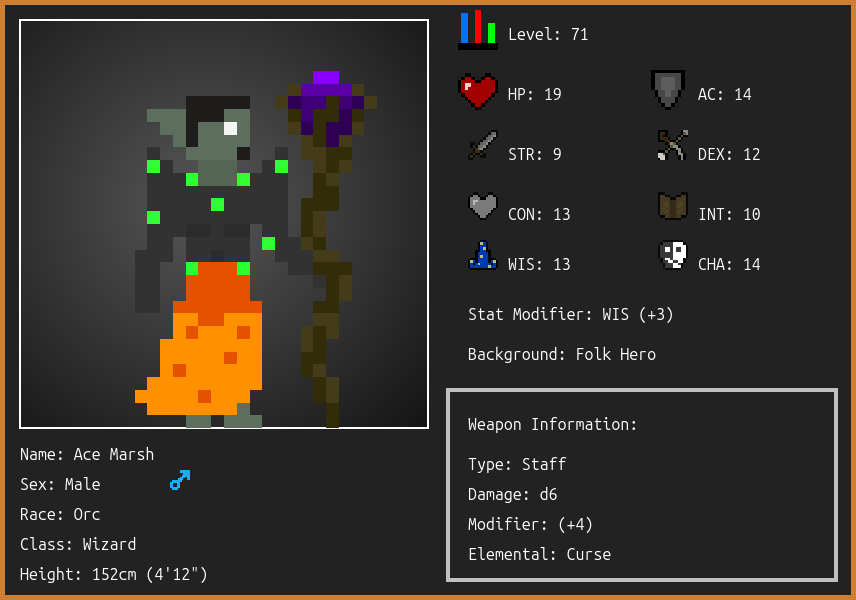 Level: 71
HP: 19
AC: 14
STR: 9
DEX: 12
CON: 13
INT: 10
WIS: 13
CHA: 14
Stat Modifier: WIS (+3)
Background: Folk Hero
Weapon Information:
Type: Staff
Damage: d6
Modifier: (+4)
Elemental: Curse
Name: Ace Marsh
Sex: Male
Race: Orc
Class: Wizard
Height: 152cm (4'12")